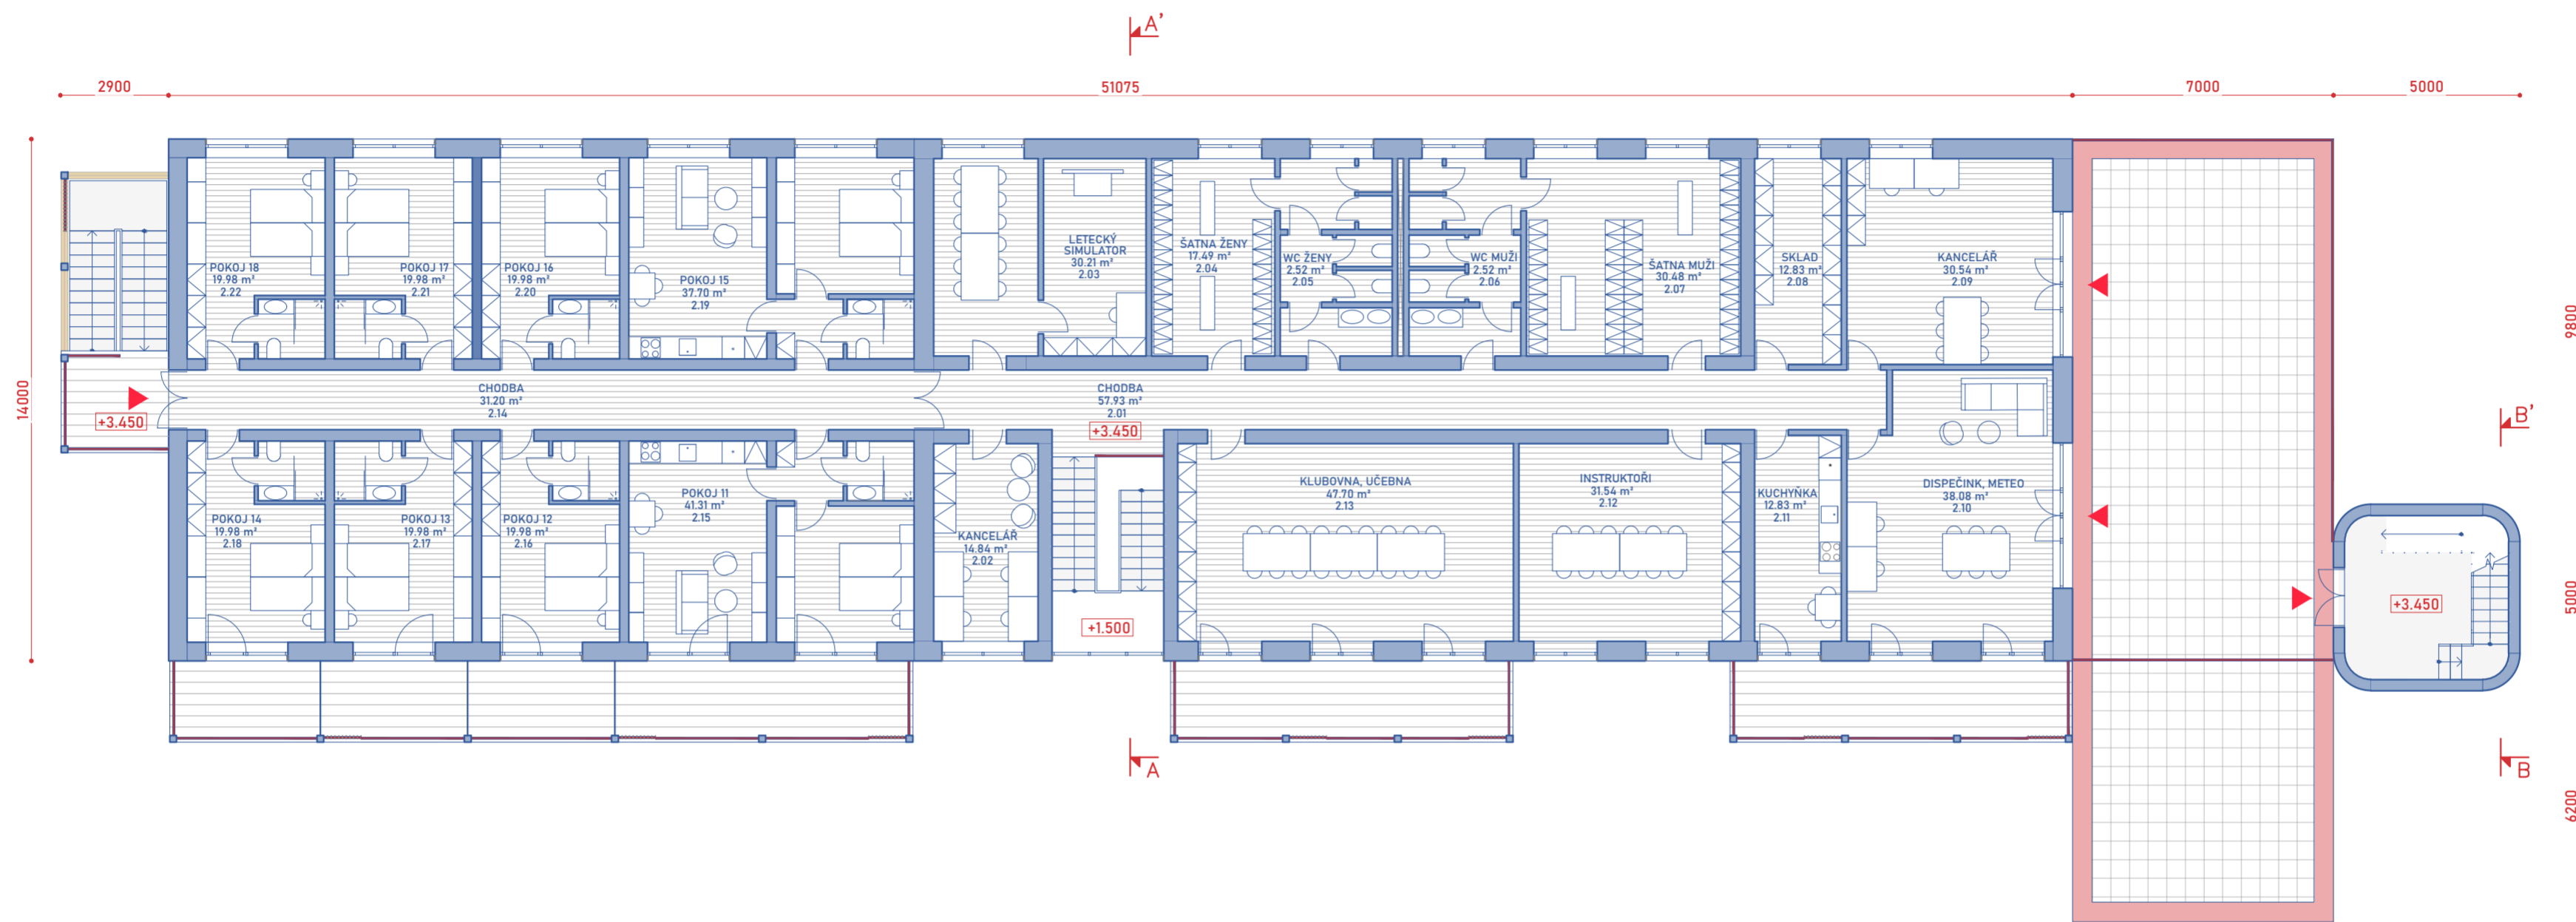 A'
2900
51075
7000
5000
POKOJ 18
19.98 m²
2.22
POKOJ 17
19.98 m²
2.21
POKOJ 16
19.98 m²
2.20
POKOJ 15
37.70 m²
2.19
LETECKÝ
SIMULATOR
30.21 m²
2.03
ŠATNA ŽENY
17.49 m²
2.04
WC ŽENY
2.52 m²
2.05
WC MUŽI
2.52 m²
2.06
ŠATNA MUŽI
30.48 m²
2.07
SKLAD
12.83 m²
2.08
KANCELÁŘ
30.54 m²
2.09
9800
14000
CHODBA
31.20 m²
2.14
CHODBA
57.93 m²
2.01
+3.450
+3.450
B'
POKOJ 14
19.98 m²
2.18
POKOJ 13
19.98 m²
2.17
POKOJ 12
19.98 m²
2.16
POKOJ 11
41.31 m²
2.15
KANCELÁŘ
14.84 m²
2.02
KLUBOVNA, UČEBNA
47.70 m²
2.13
INSTRUKTOŘI
31.54 m²
2.12
KUCHYŇKA
12.83 m²
2.11
DISPEČINK, METEO
38.08 m²
2.10
5000
+3.450
+1.500
A
B
6200